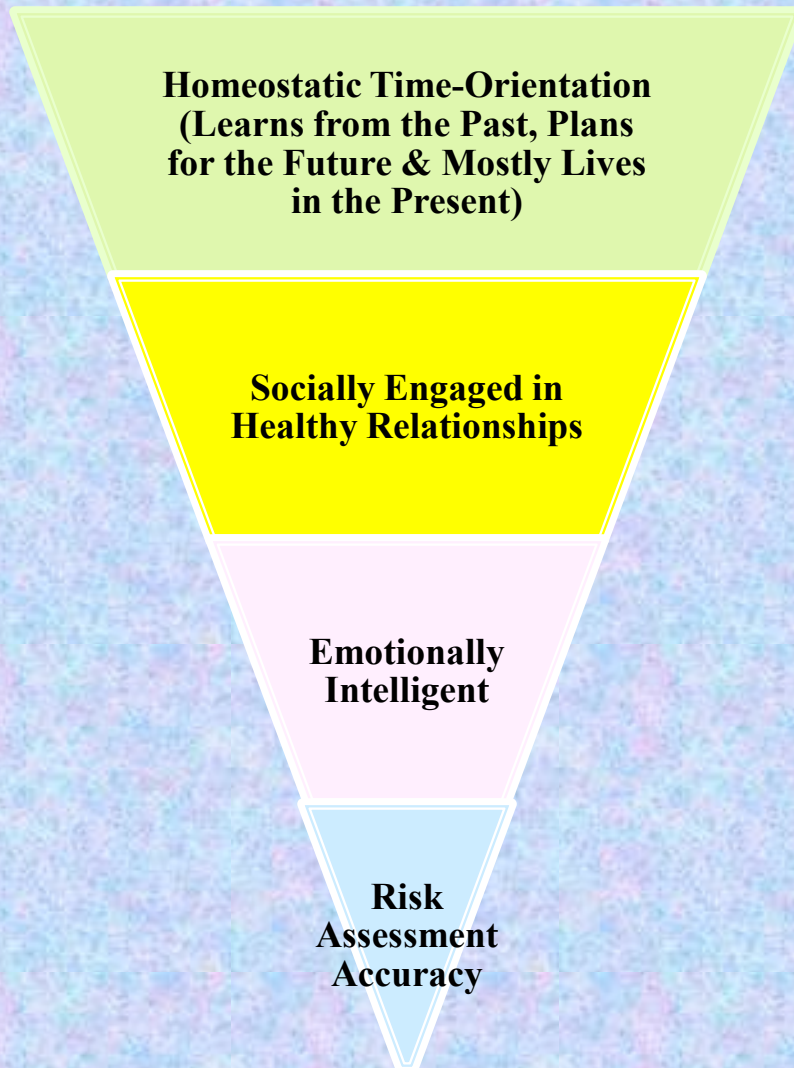 Homeostatic Time-Orientation
(Learns from the Past, Plans
for the Future & Mostly Lives
in the Present)
Socially Engaged in
Healthy Relationships
Emotionally
Intelligent
Risk
Assessment
Accuracy